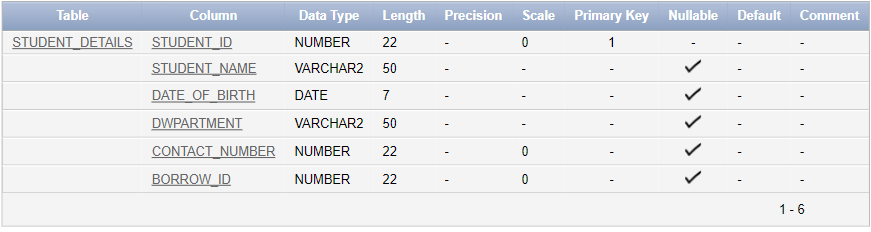 Table Column Data Type Length Precision Scale Primary Key Nullable Default Comment
STUDENT_DETAILS STUDENT_ID NUMBER 22 - 0 1 - - -
STUDENT_NAME VARCHAR2 50 - - - ✓ - -
DATE_OF_BIRTH DATE 7 - - - ✓ - -
DWPARTMENT VARCHAR2 50 - - - ✓ - -
CONTACT_NUMBER NUMBER 22 - 0 - ✓ - -
BORROW_ID NUMBER 22 - 0 - ✓ - -
1 - 6